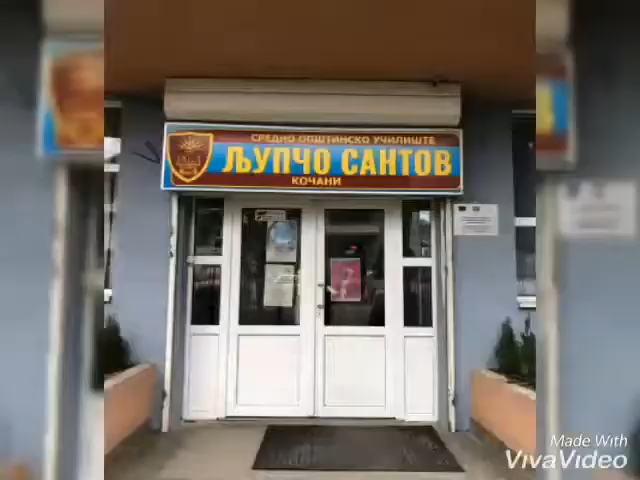 СРЕДНО ОПШТИНСКО УЧИЛИШТЕ
ЉУПЧО САНТОВ
КОЧАНИ
Made With
VivaVideo